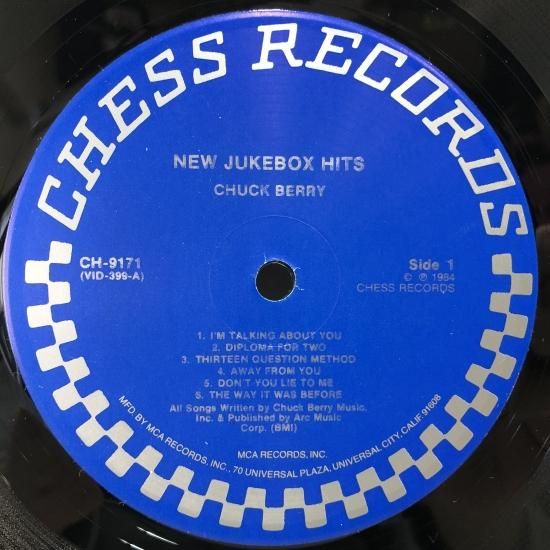 CHESS RECORDS
NEW JUKEBOX HITS
CHUCK BERRY
CH-9171
(VID-399-A)
Side 1
© ℗ 1984
CHESS RECORDS
1. I'M TALKING ABOUT YOU
2. DIPLOMA FOR TWO
3. THIRTEEN QUESTION METHOD
4. AWAY FROM YOU
5. DON'T YOU LIE TO ME
6. THE WAY IT WAS BEFORE
All Songs Written by Chuck Berry Music,
Inc. & Published by Arc Music
Corp. (BMI)
MCA RECORDS, INC.
MFD. BY MCA RECORDS, INC., 70 UNIVERSAL PLAZA, UNIVERSAL CITY, CALIF. 91608